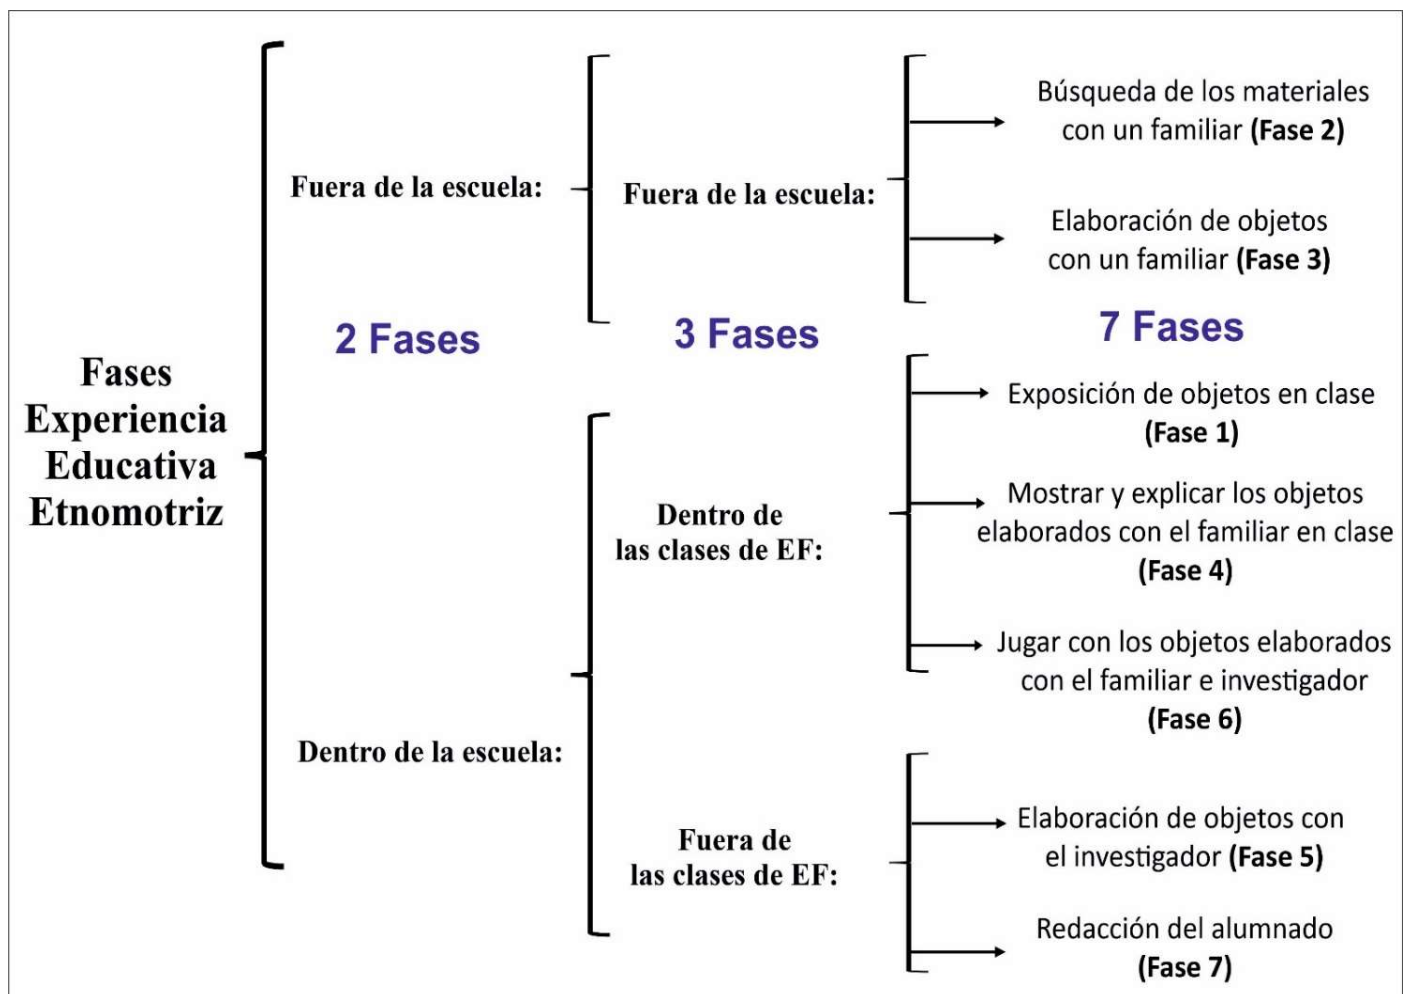 Fases
Experiencia
Educativa
Etnomotriz
Fuera de la escuela:
2 Fases
Dentro de la escuela:
Fuera de la escuela:
3 Fases
Dentro de
las clases de EF:
Fuera de
las clases de EF:
Búsqueda de los materiales
con un familiar (Fase 2)
Elaboración de objetos
con un familiar (Fase 3)
7 Fases
Exposición de objetos en clase
(Fase 1)
Mostrar y explicar los objetos
elaborados con el familiar en clase
(Fase 4)
Jugar con los objetos elaborados
con el familiar e investigador
(Fase 6)
Elaboración de objetos con
el investigador (Fase 5)
Redacción del alumnado
(Fase 7)